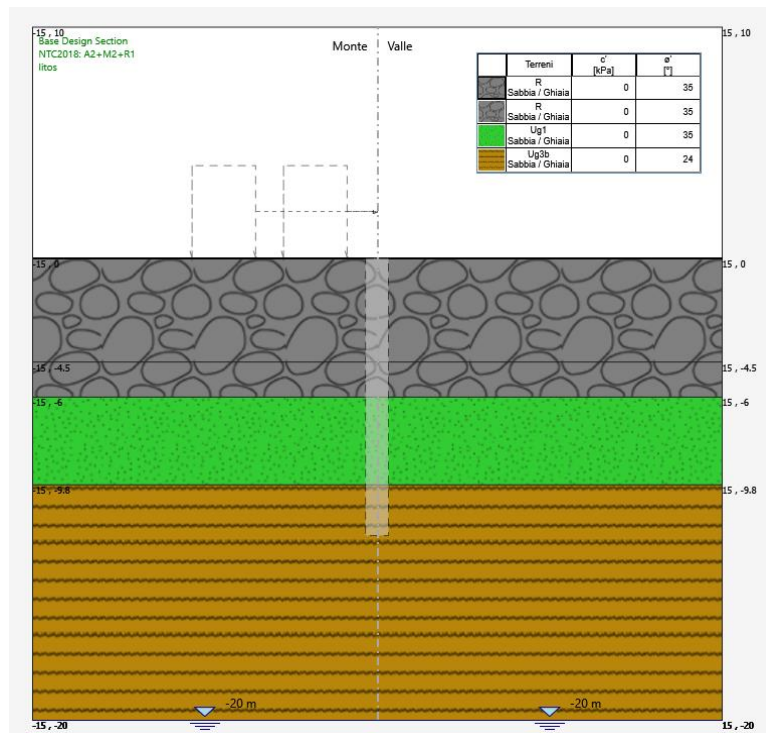 -15 , 10
15 , 10
Base Design Section
NTC2018: A2+M2+R1
litos
Monte
Valle
Terreni c' [kPa] ø' [°]
R Sabbia / Ghiaia 0 35
R Sabbia / Ghiaia 0 35
Ug1 Sabbia / Ghiaia 0 35
Ug3b Sabbia / Ghiaia 0 24
-15 , 0
15 , 0
-15 , -4.5
15 , -4.5
-15 , -6
15 , -6
-15 , -9.8
15 , -9.8
-20 m
-20 m
-15 , -20
15 , -20